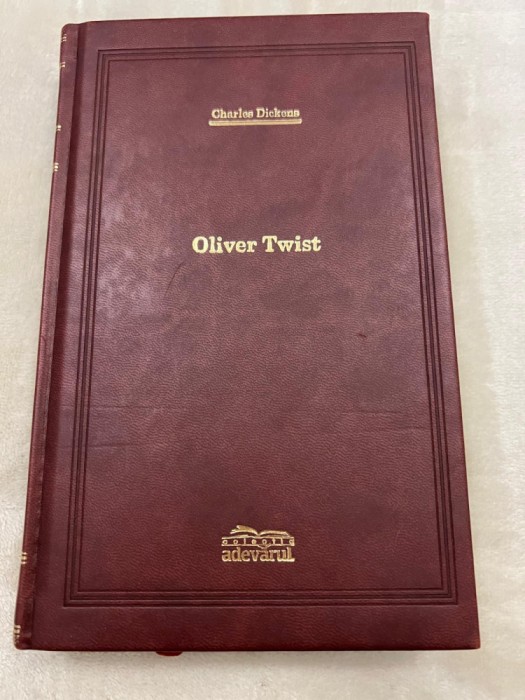 Charles Dickens
Oliver Twist
colecția
adevărul